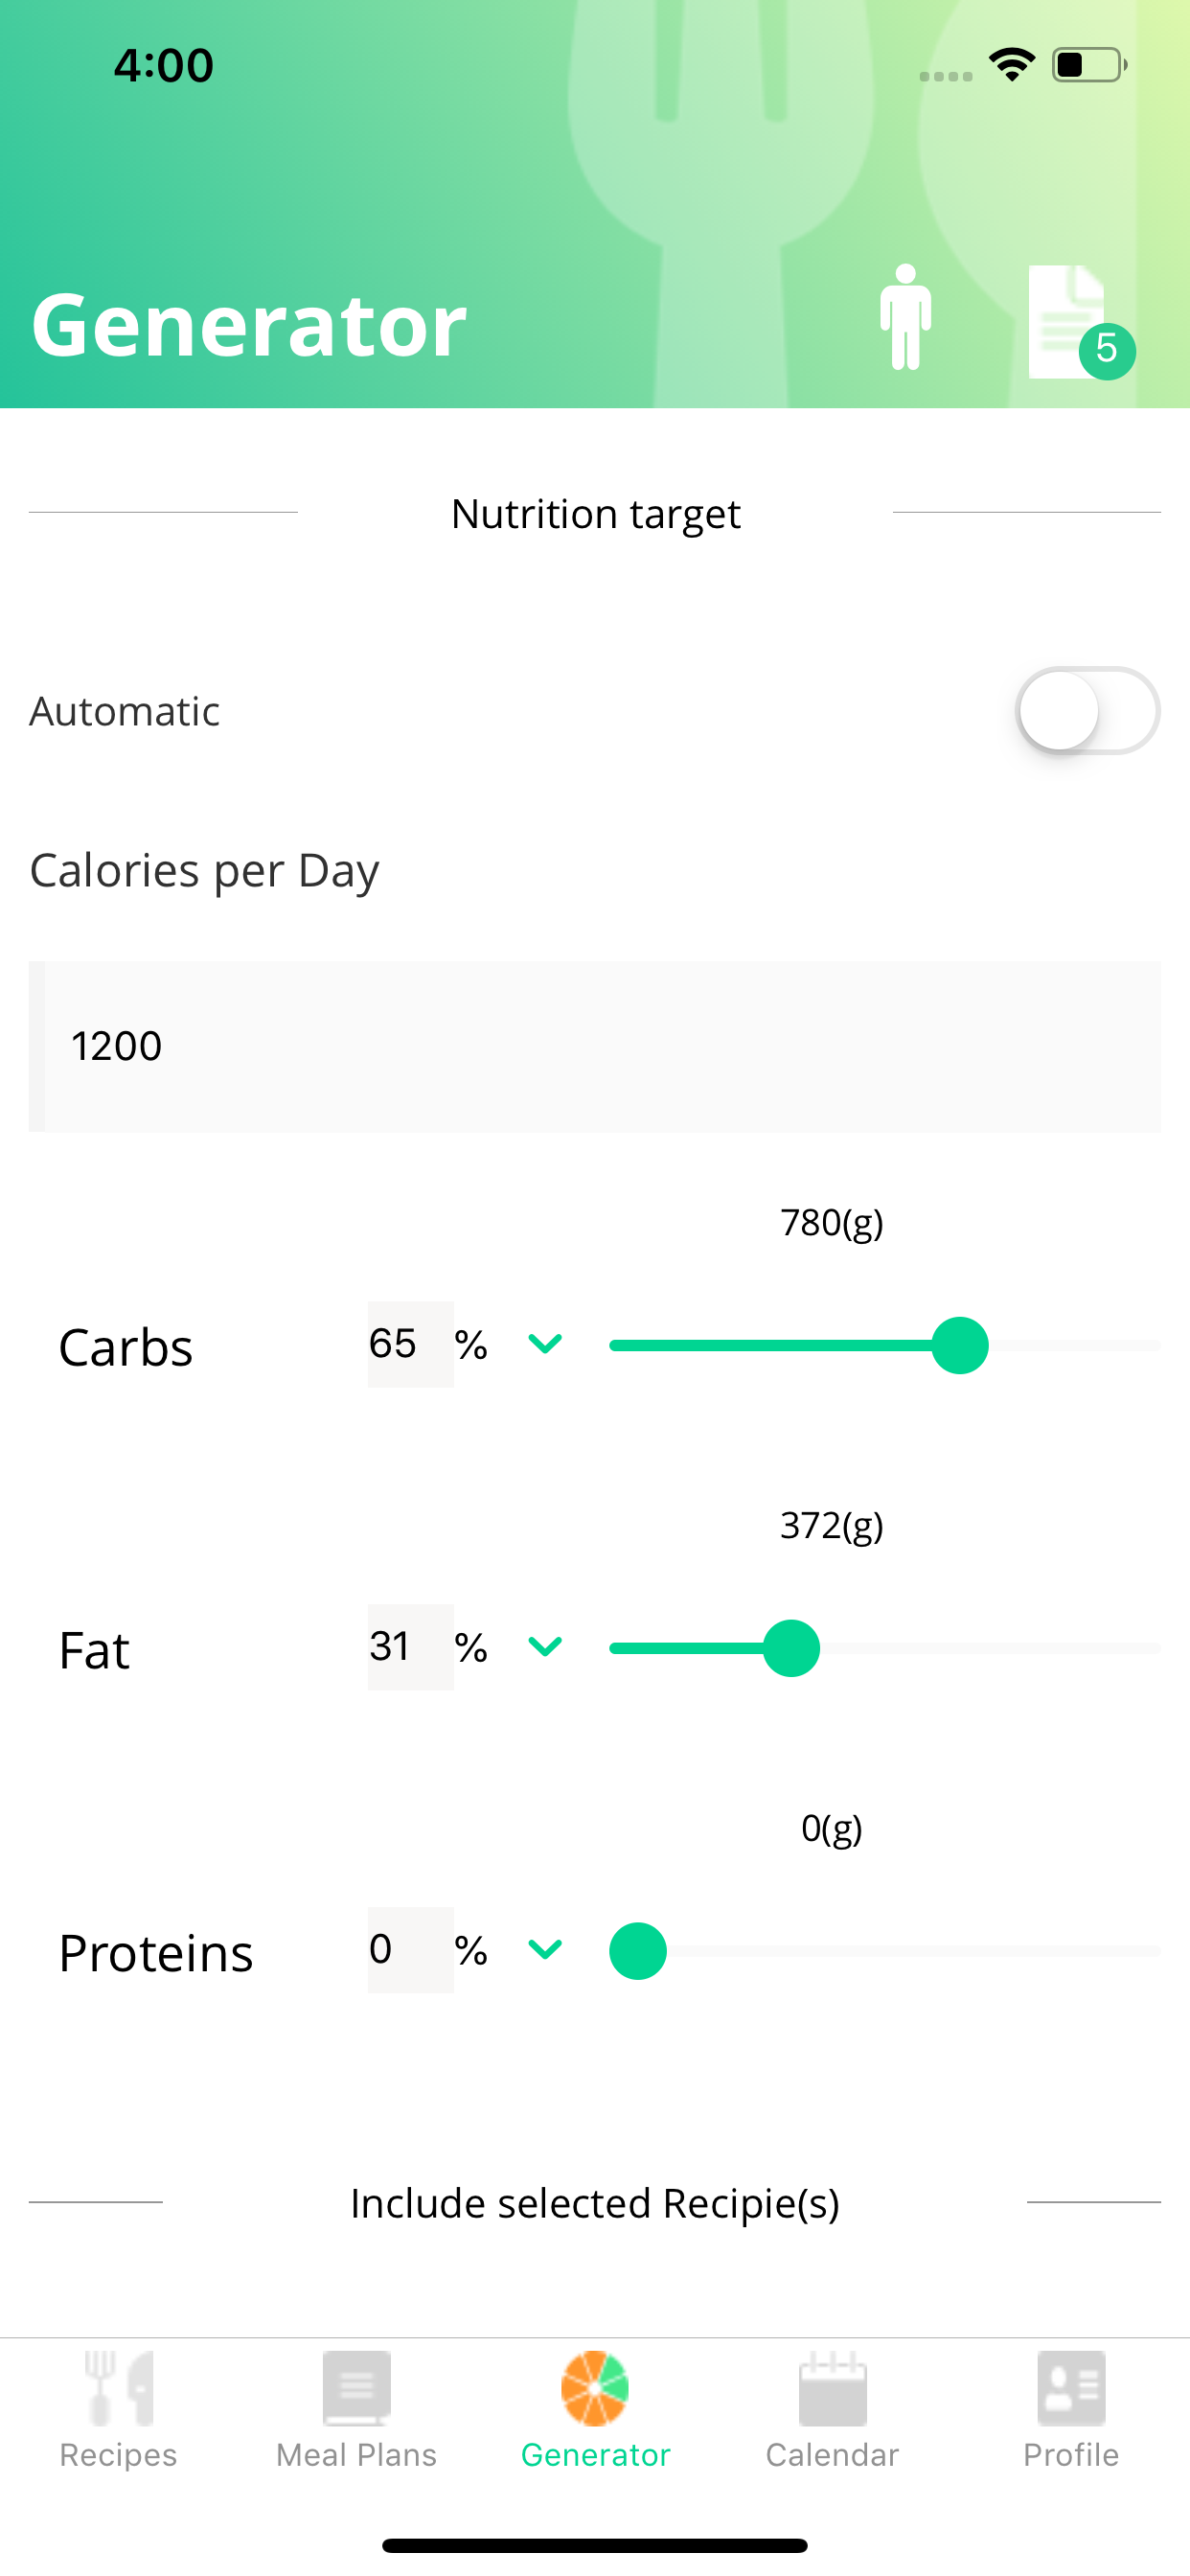 4:00
Generator
5
Nutrition target
Automatic
Calories per Day
1200
780(g)
Carbs 65 %
372(g)
Fat 31 %
0(g)
Proteins 0 %
Include selected Recipie(s)
Recipes Meal Plans Generator Calendar Profile